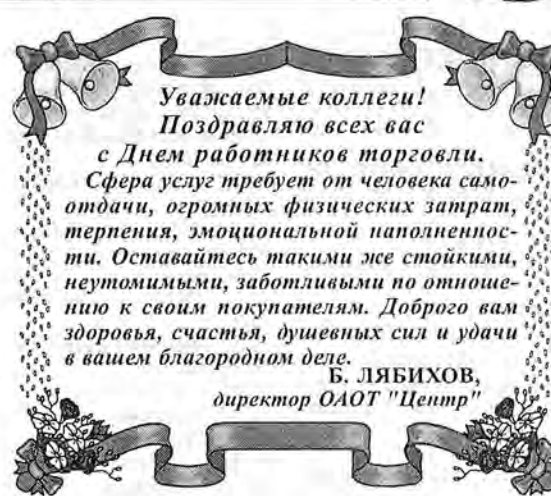 Уважаемые коллеги!
Поздравляю всех вас
с Днем работников торговли.
Сфера услуг требует от человека само-
отдачи, огромных физических затрат,
терпения, эмоциональной наполненнос-
ти. Оставайтесь такими же стойкими,
неутомимыми, заботливыми по отноше-
нию к своим покупателям. Доброго вам
здоровья, счастья, душевных сил и удачи
в вашем благородном деле.
Б. ЛЯБИХОВ,
директор ОАОТ "Центр"